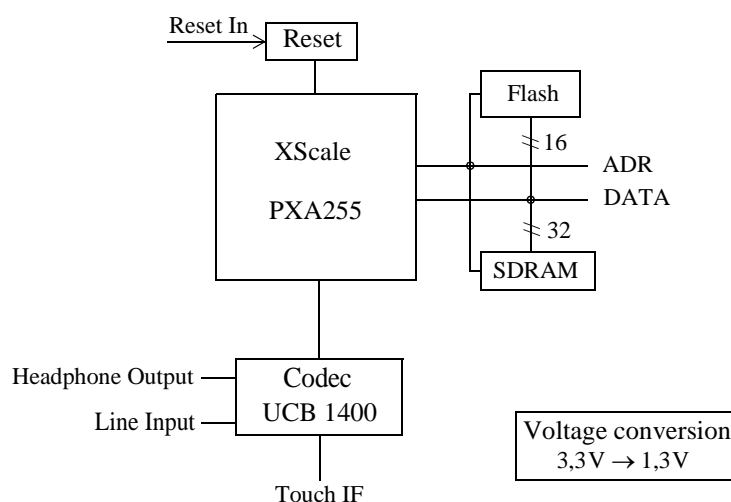 Reset In
Reset
Flash
XScale
16
ADR
PXA255
DATA
32
SDRAM
Headphone Output
Codec
Line Input
UCB 1400
Voltage conversion
3,3V → 1,3V
Touch IF